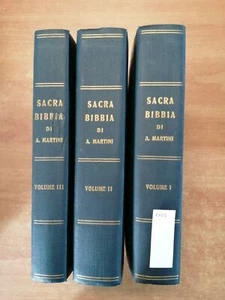 SACRA
BIBBIA
DI
A. MARTINI
VOLUME III
SACRA
BIBBIA
DI
A. MARTINI
VOLUME II
SACRA
BIBBIA
DI
A. MARTINI
VOLUME I